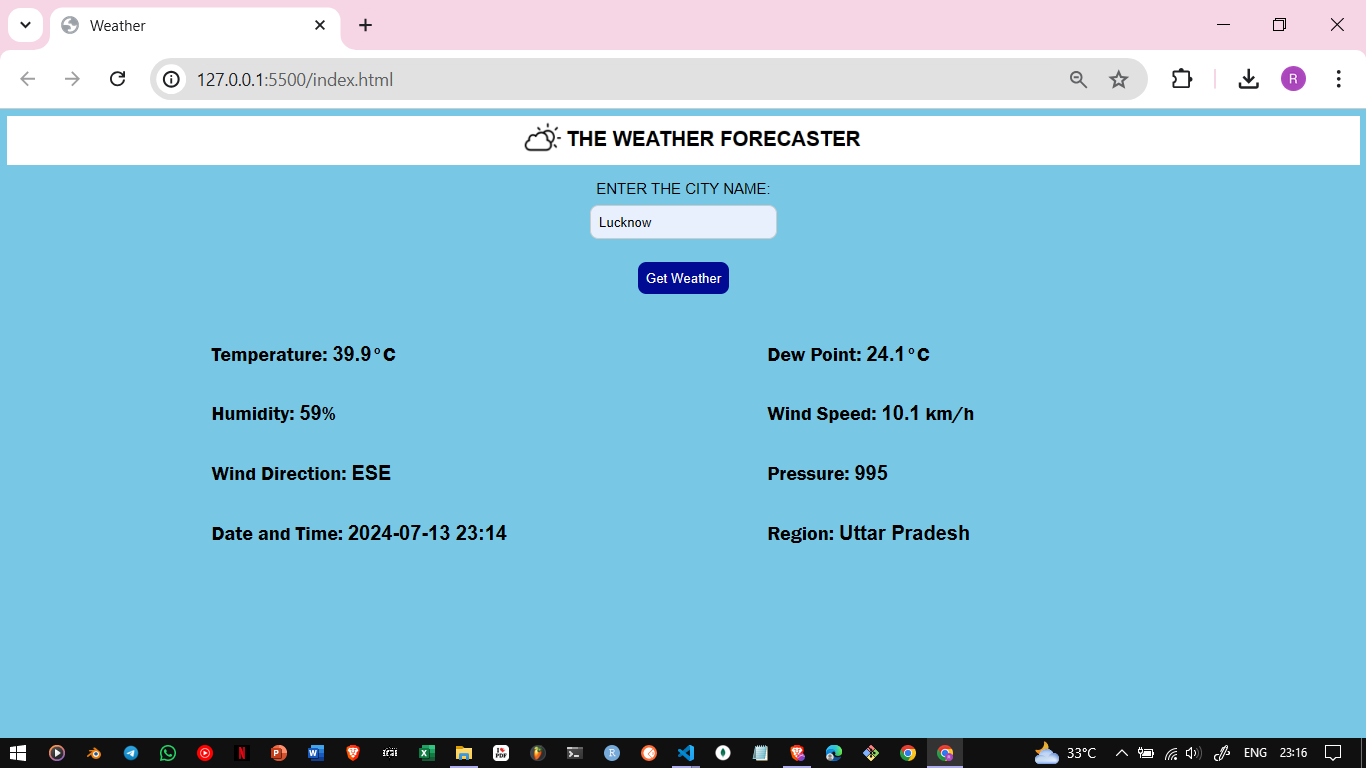 Weather
127.0.0.1:5500/index.html
R
THE WEATHER FORECASTER
ENTER THE CITY NAME:
Lucknow
Get Weather
Temperature: 39.9°C
Dew Point: 24.1°C
Humidity: 59%
Wind Speed: 10.1 km/h
Wind Direction: ESE
Pressure: 995
Date and Time: 2024-07-13 23:14
Region: Uttar Pradesh
33°C
ENG
23:16